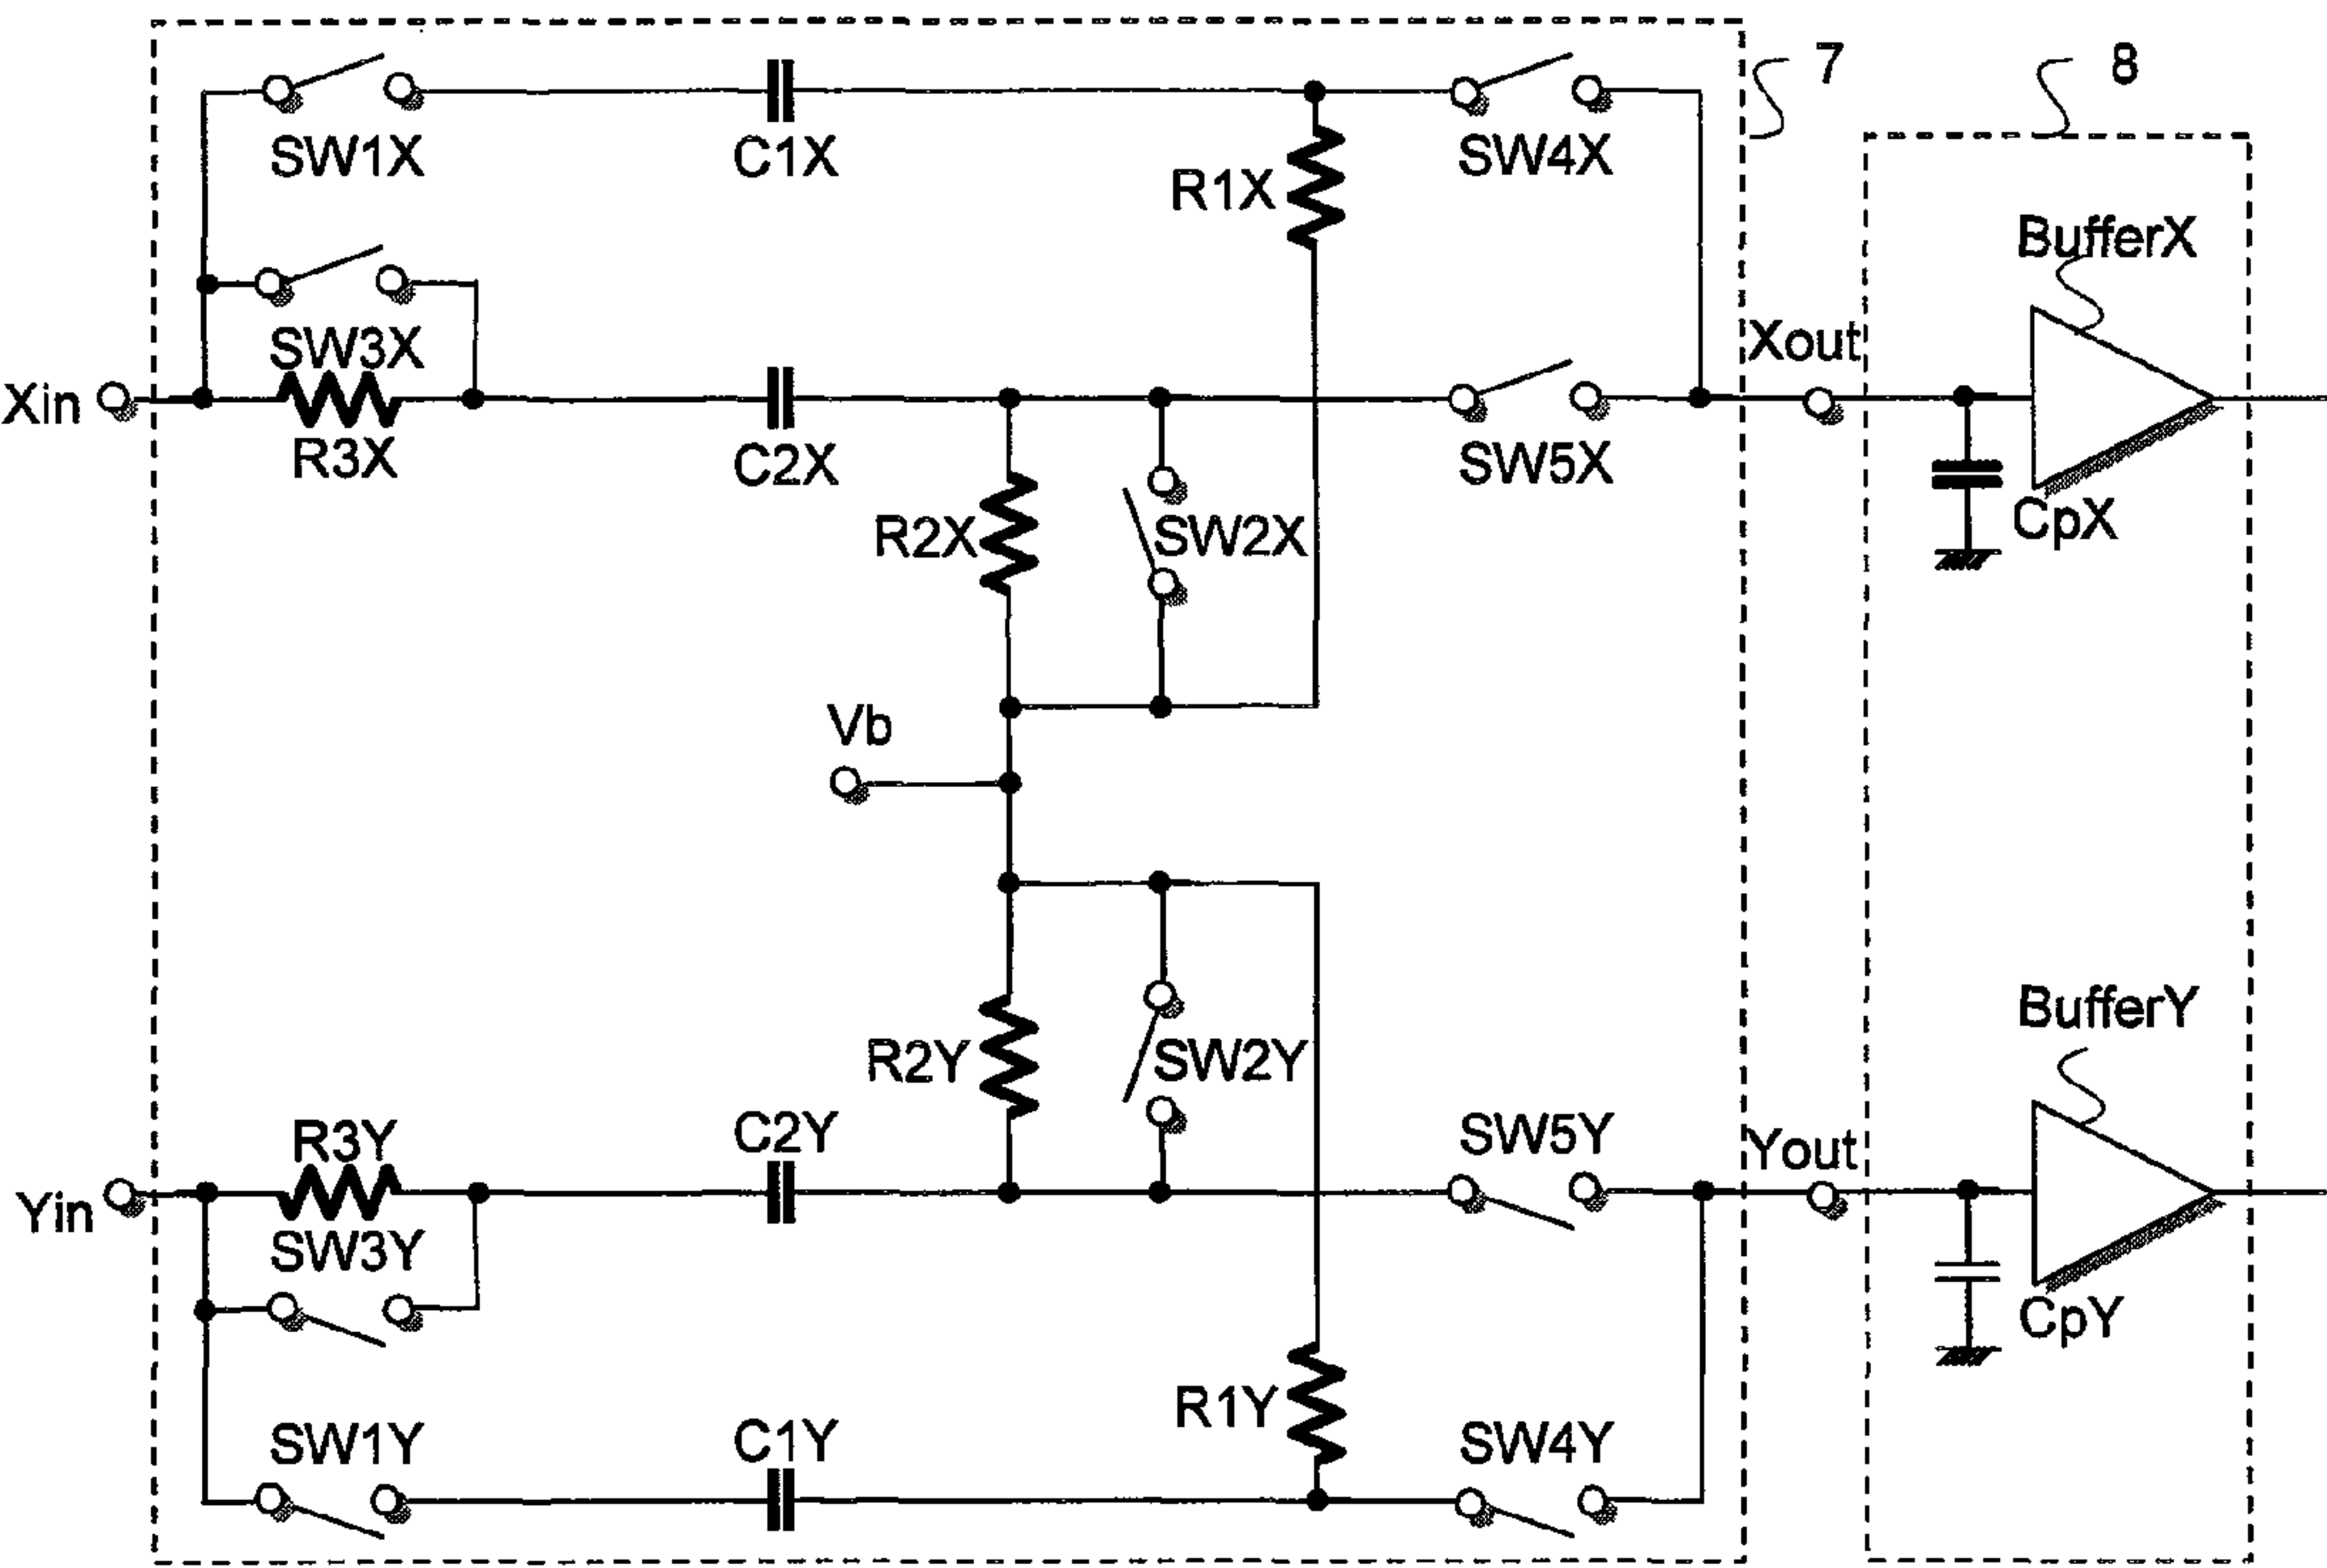 7
8
SW1X
C1X
SW4X
R1X
BufferX
SW3X
Xout
Xin
R3X
C2X
SW5X
R2X
SW2X
CpX
Vb
BufferY
R2Y
SW2Y
R3Y
C2Y
SW5Y
Yout
Yin
SW3Y
CpY
R1Y
SW1Y
C1Y
SW4Y